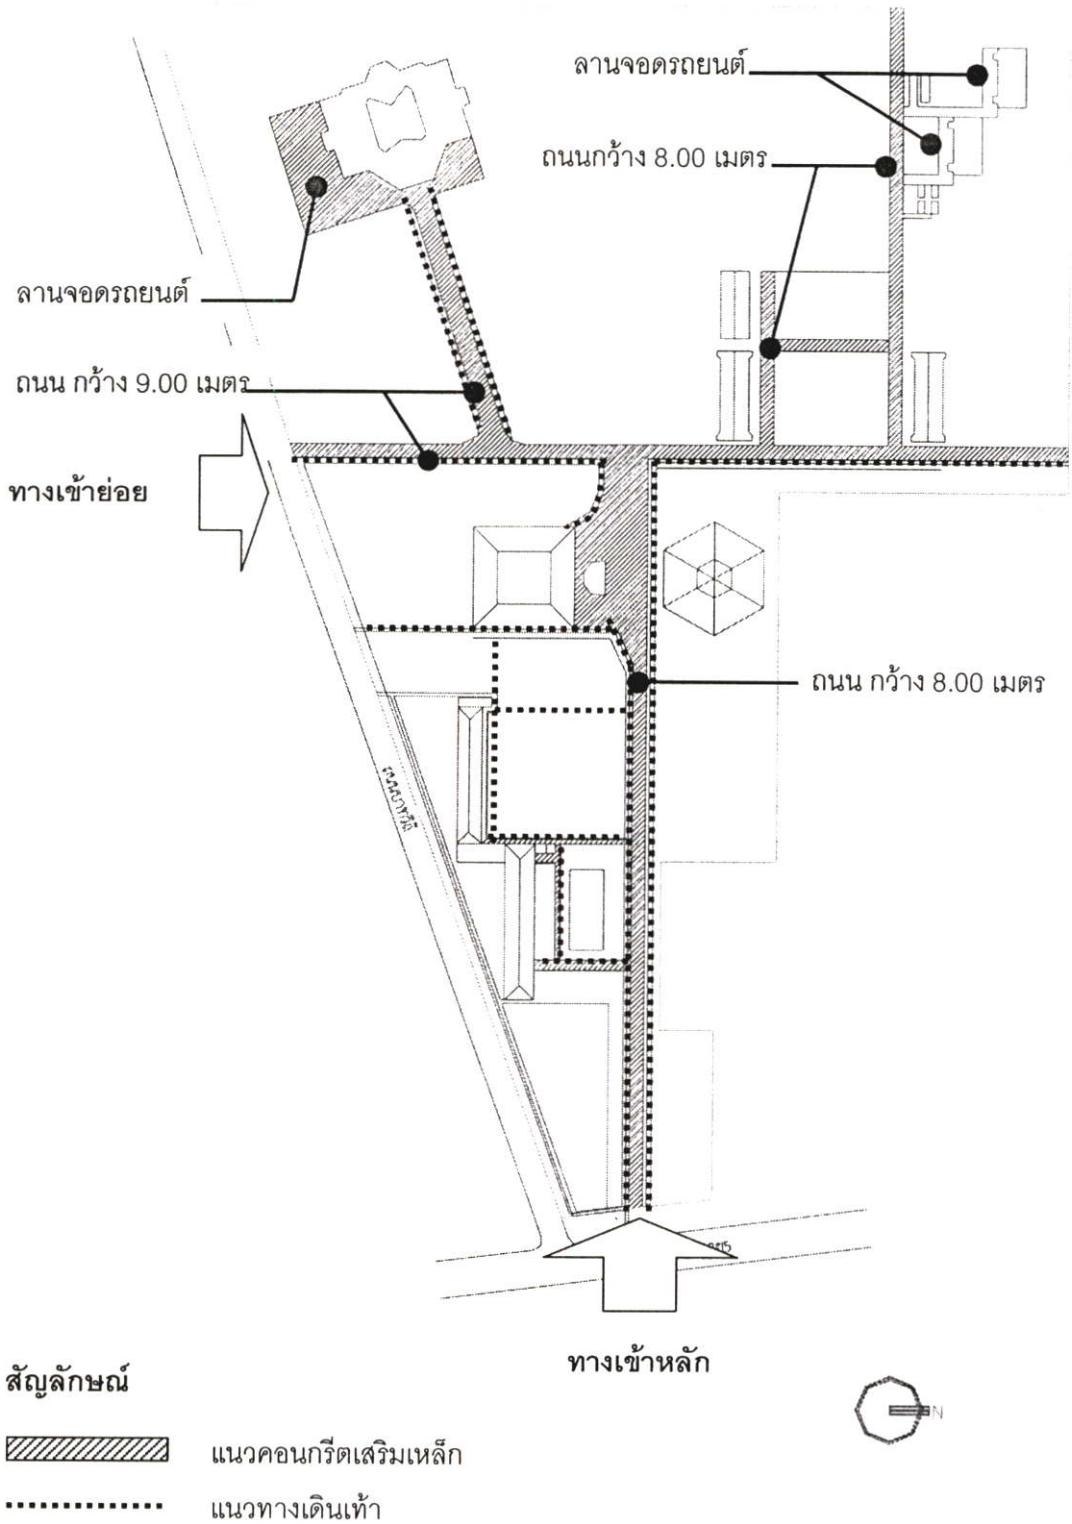 ลานจอดรถยนต์
ถนนกว้าง 8.00 เมตร
ลานจอดรถยนต์
ถนน กว้าง 9.00 เมตร
ทางเข้าย่อย
ถนน กว้าง 8.00 เมตร
ทางเข้าหลัก
สัญลักษณ์
N
แนวคอนกรีตเสริมเหล็ก
แนวทางเดินเท้า